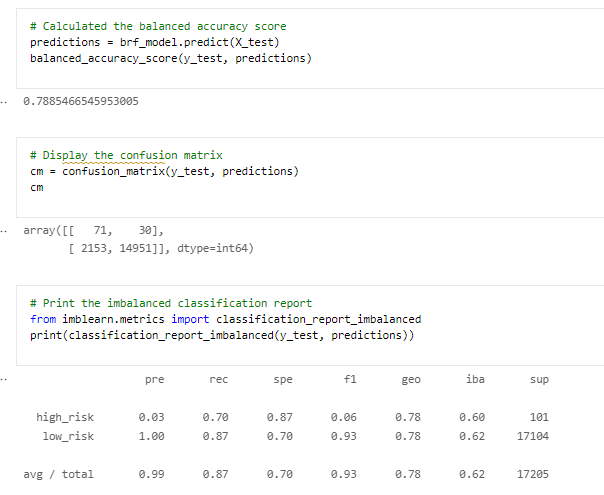 # Calculated the balanced accuracy score
predictions = brf_model.predict(X_test)
balanced_accuracy_score(y_test, predictions)
0.7885466545953005
# Display the confusion matrix
cm = confusion_matrix(y_test, predictions)
cm
array([[   71,    30],
       [ 2153, 14951]], dtype=int64)
# Print the imbalanced classification report
from imblearn.metrics import classification_report_imbalanced
print(classification_report_imbalanced(y_test, predictions))
pre rec spe f1 geo iba sup
high_risk 0.03 0.70 0.87 0.06 0.78 0.60 101
low_risk 1.00 0.87 0.70 0.93 0.78 0.62 17104
avg / total 0.99 0.87 0.70 0.93 0.78 0.62 17205